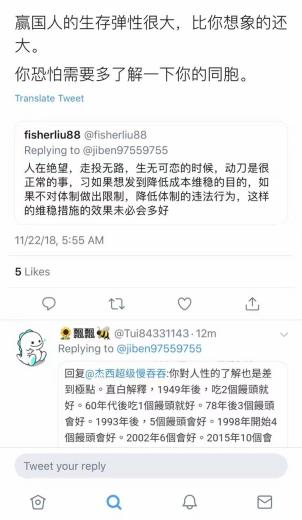 赢国人的生存弹性很大，比你想象的还
大。
你恐怕需要多了解一下你的同胞。
Translate Tweet
fisherliu88 @fisherliu88
Replying to @jiben97559755
人在绝望，走投无路，生无可恋的时候，动刀是很
正常的事，习如果想发到降低成本维稳的目的，如
果不对体制做出限制，降低体制的违法行为，这样
的维稳措施的效果未必会多好
11/22/18, 5:55 AM
5 Likes
飄飄 @Tui84331143 · 12m
Replying to @jiben97559755
回复@杰西超级慢吞吞:你對人性的了解也是差
到極點。直白解釋，1949年後，吃2個饅頭就
好。60年代後吃1個饅頭就好。78年後3個饅頭
會好。1993年後，5個饅頭會好。1998年開始4
個饅頭會好。2002年6個會好。2015年10個會
Tweet your reply